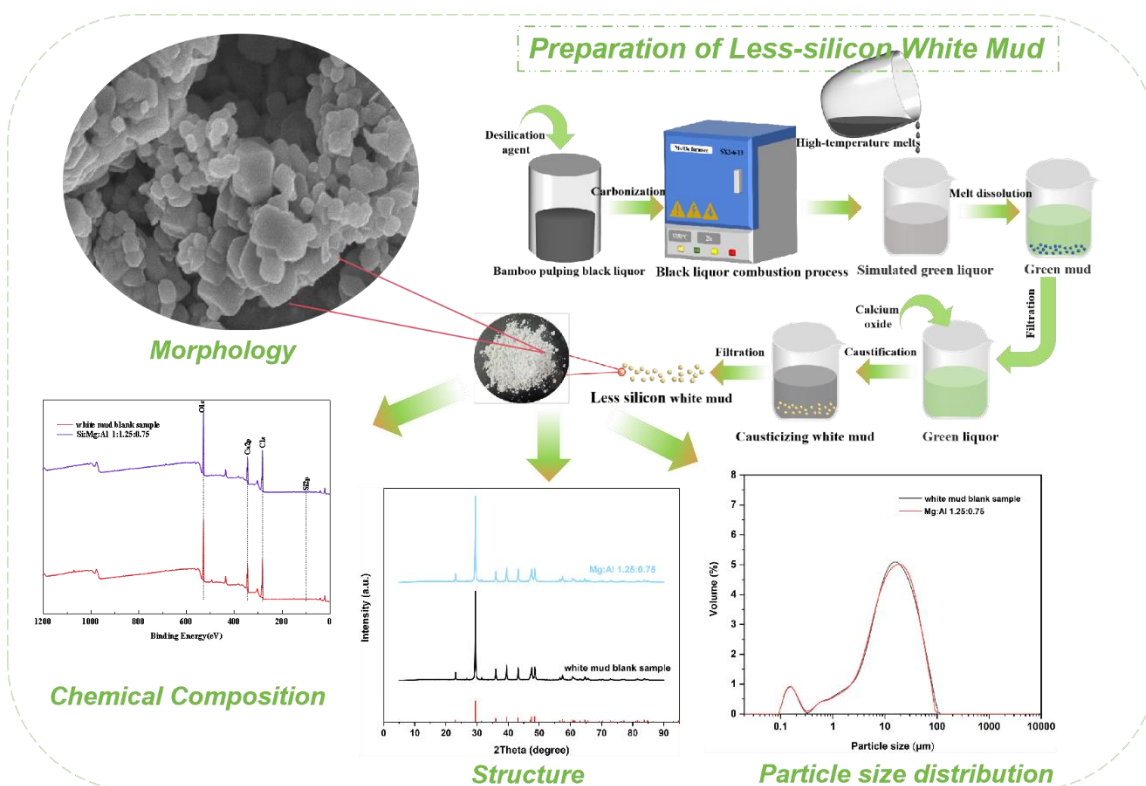 Preparation of Less-silicon White Mud
Desilication
agent
High-temperature melts
Carbonization
Melt dissolution
Bamboo pulping black liquor
Black liquor combustion process
Simulated green liquor
Green mud
Filtration
Calcium
oxide
Caustification
Filtration
Less silicon white mud
Causticizing white mud
Green liquor
Morphology
white mud blank sample
Si:Mg:Al 1:1.25:0.75
O1s
Ca2p
C1s
Si2p
1200
1000
800
600
400
200
0
Binding Energy(eV)
Chemical Composition
Intensity (a.u.)
Mg:Al 1.25:0.75
white mud blank sample
0
10
20
30
40
50
60
70
80
90
2Theta (degree)
Structure
Volume (%)
8
7
6
5
4
3
2
1
0
white mud blank sample
Mg:Al 1.25:0.75
0.1
1
10
100
1000
10000
Particle size (μm)
Particle size distribution